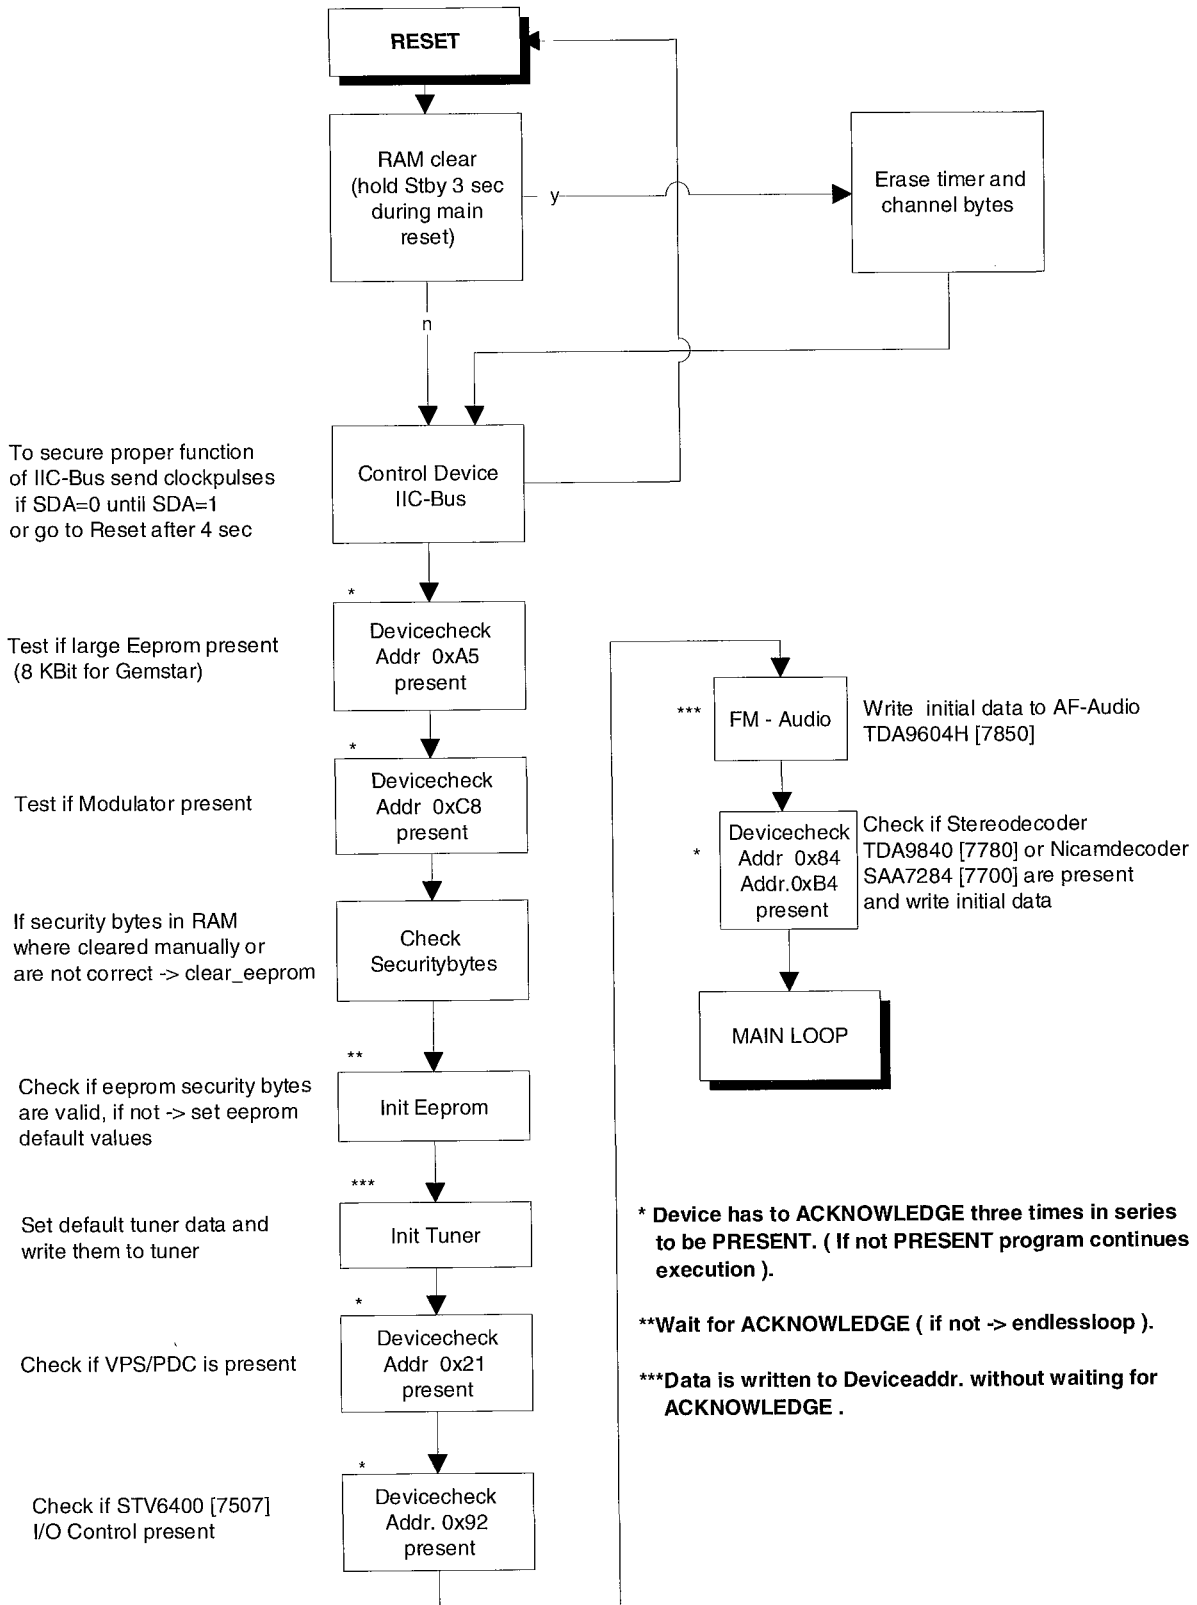 RESET
RAM clear
(hold Stby 3 sec
during main
reset)
y
Erase timer and
channel bytes
n
To secure proper function
of IIC-Bus send clockpulses
if SDA=0 until SDA=1
or go to Reset after 4 sec
Control Device
IIC-Bus
Test if large Eeprom present
(8 KBit for Gemstar)
*
Devicecheck
Addr 0xA5
present
Test if Modulator present
*
Devicecheck
Addr 0xC8
present
If security bytes in RAM
where cleared manually or
are not correct -> clear_eeprom
Check
Securitybytes
Check if eeprom security bytes
are valid, if not -> set eeprom
default values
**
Init Eeprom
Set default tuner data and
write them to tuner
***
Init Tuner
Check if VPS/PDC is present
*
Devicecheck
Addr 0x21
present
Check if STV6400 [7507]
I/O Control present
*
Devicecheck
Addr. 0x92
present
***
FM - Audio
Write initial data to AF-Audio
TDA9604H [7850]
*
Devicecheck
Addr 0x84
Addr.0xB4
present
Check if Stereodecoder
TDA9840 [7780] or Nicamdecoder
SAA7284 [7700] are present
and write initial data
MAIN LOOP
* Device has to ACKNOWLEDGE three times in series
to be PRESENT. ( If not PRESENT program continues
execution ).
**Wait for ACKNOWLEDGE ( if not -> endlessloop ).
***Data is written to Deviceaddr. without waiting for
ACKNOWLEDGE .